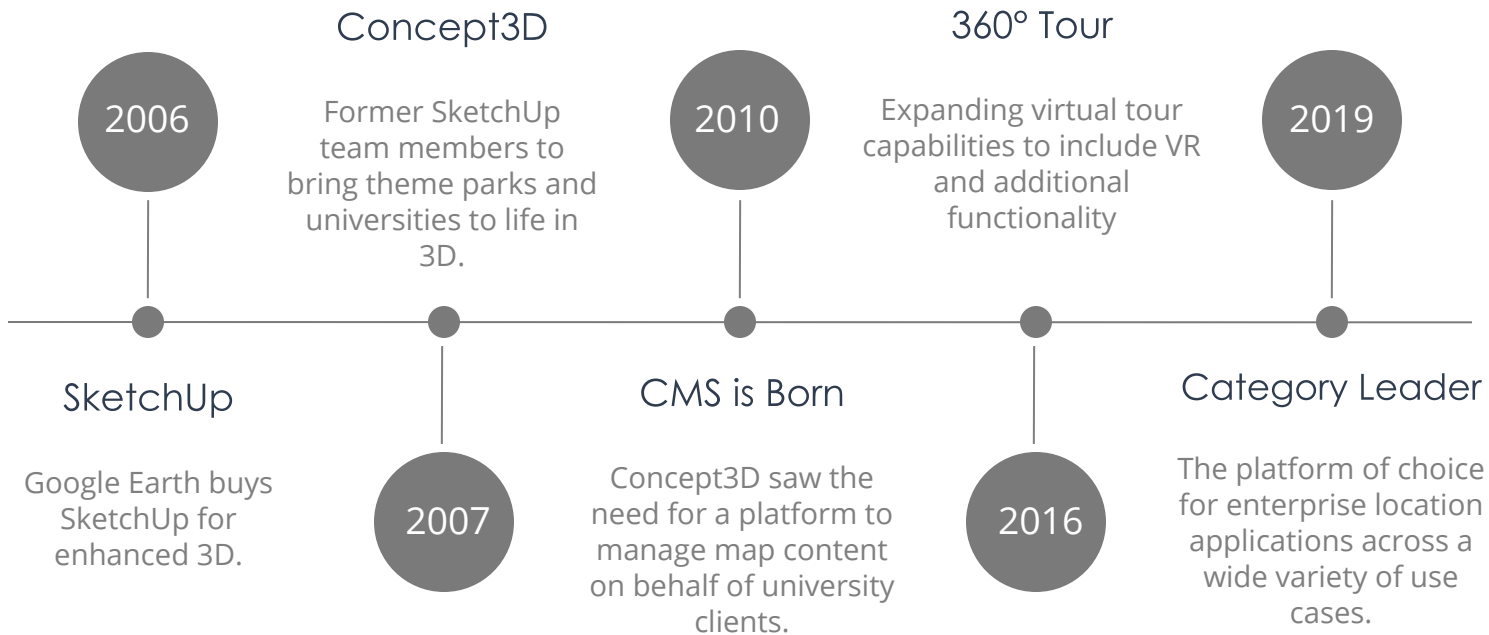 2006
SketchUp
Google Earth buys
SketchUp for
enhanced 3D.
Concept3D
Former SketchUp
team members to
bring theme parks and
universities to life in
3D.
2007
2010
CMS is Born
Concept3D saw the
need for a platform to
manage map content
on behalf of university
clients.
360° Tour
Expanding virtual tour
capabilities to include VR
and additional
functionality
2016
2019
Category Leader
The platform of choice
for enterprise location
applications across a
wide variety of use
cases.